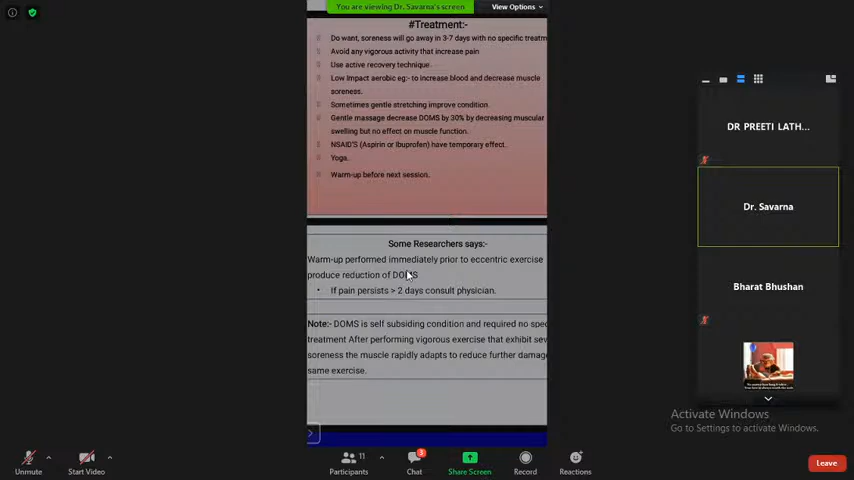 You are viewing Dr. Savarna's screen
View Options
#Treatment:-
Do want, soreness will go away in 3-7 days with no specific treatm
Avoid any vigorous activity that increase pain
Use active recovery technique
Low impact aerobic eg:- to increase blood and decrease muscle
soreness.
Sometimes gentle stretching improve condition.
Gentle massage decrease DOMS by 30% by decreasing muscular
swelling but no effect on muscle function.
NSAID'S (Aspirin or Ibuprofen) have temporary effect.
Yoga.
Warm-up before next session.
Some Researchers says:-
Warm-up performed immediately prior to eccentric exercise
produce reduction of DOMS
• If pain persists > 2 days consult physician.
Note:- DOMS is self subsiding condition and required no spec
treatment After performing vigorous exercise that exhibit sev
soreness the muscle rapidly adapts to reduce further damag
same exercise.
DR PREETI LATH...
Dr. Savarna
Bharat Bhushan
Activate Windows
Go to Settings to activate Windows.
Unmute
Start Video
11
Participants
3
Chat
Share Screen
Record
Reactions
Leave